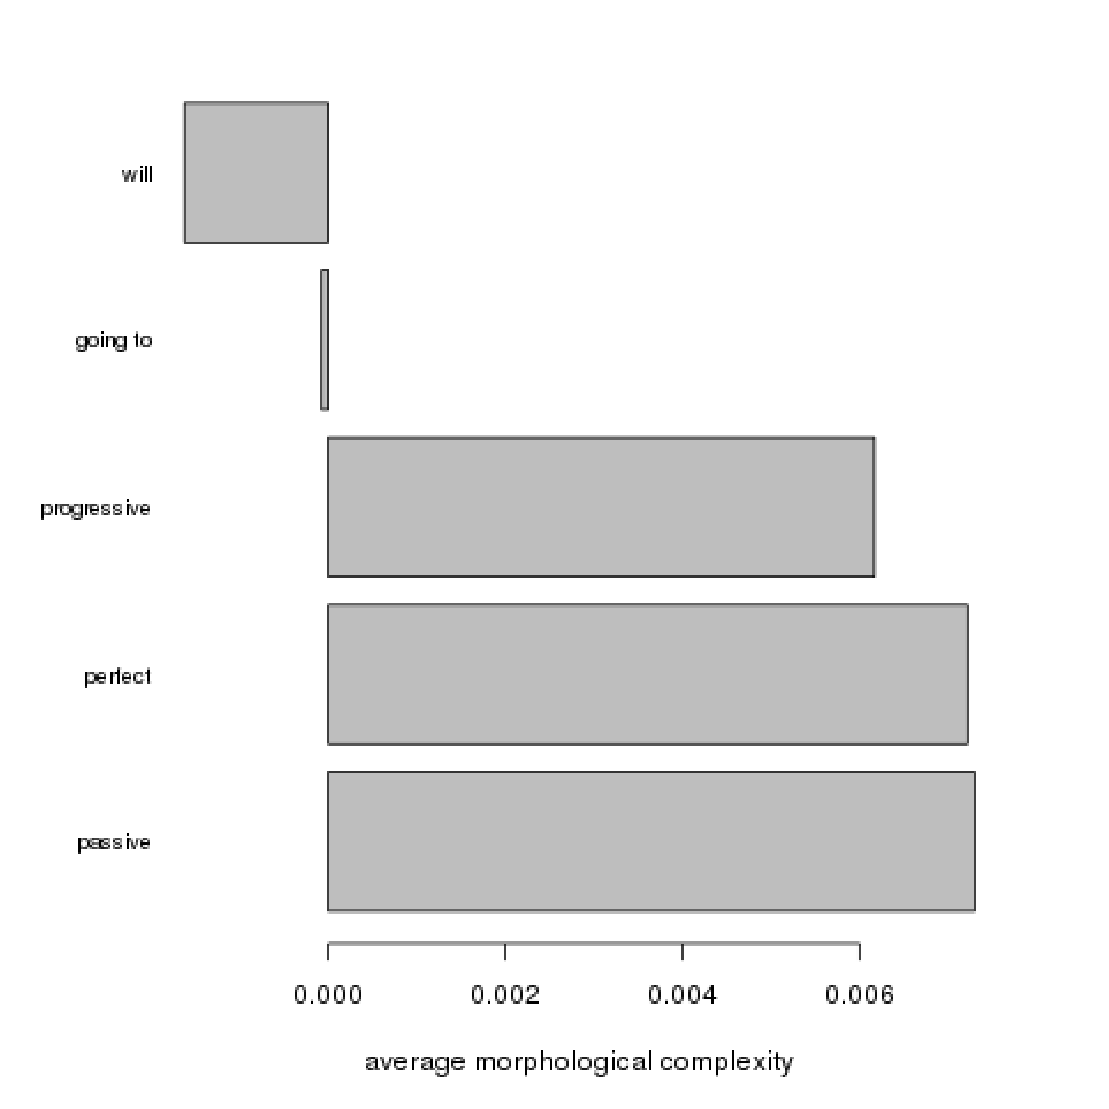 will
going to
progressive
perfect
passive
0.000 0.002 0.004 0.006
average morphological complexity